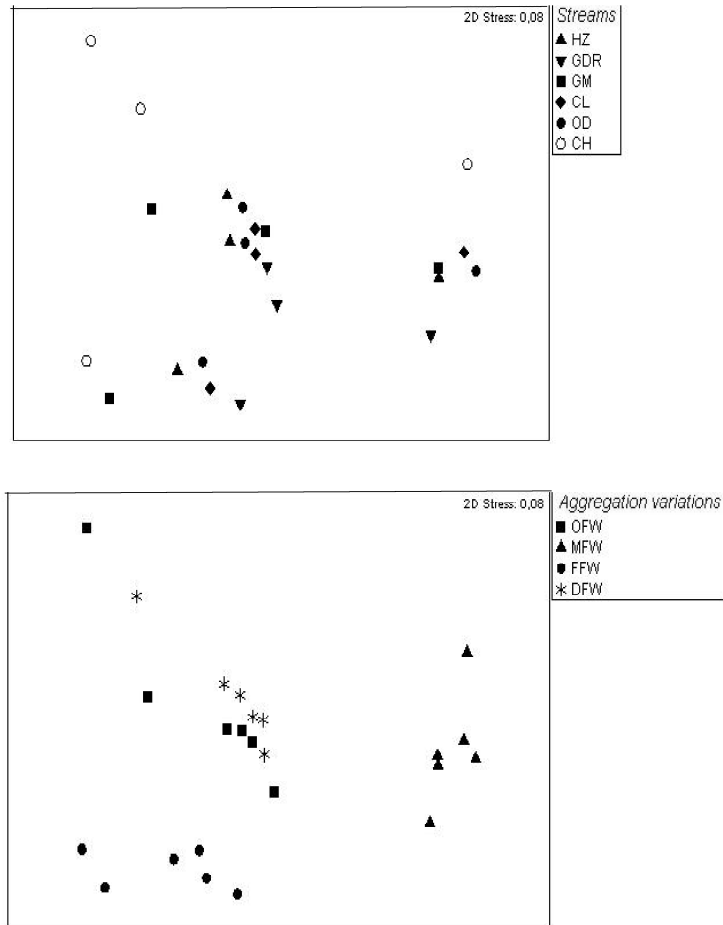 2D Stress: 0,08
Streams
HZ
GDR
GM
CL
OD
CH
2D Stress: 0,08
Aggregation variations
OFW
MFW
FFW
DFW